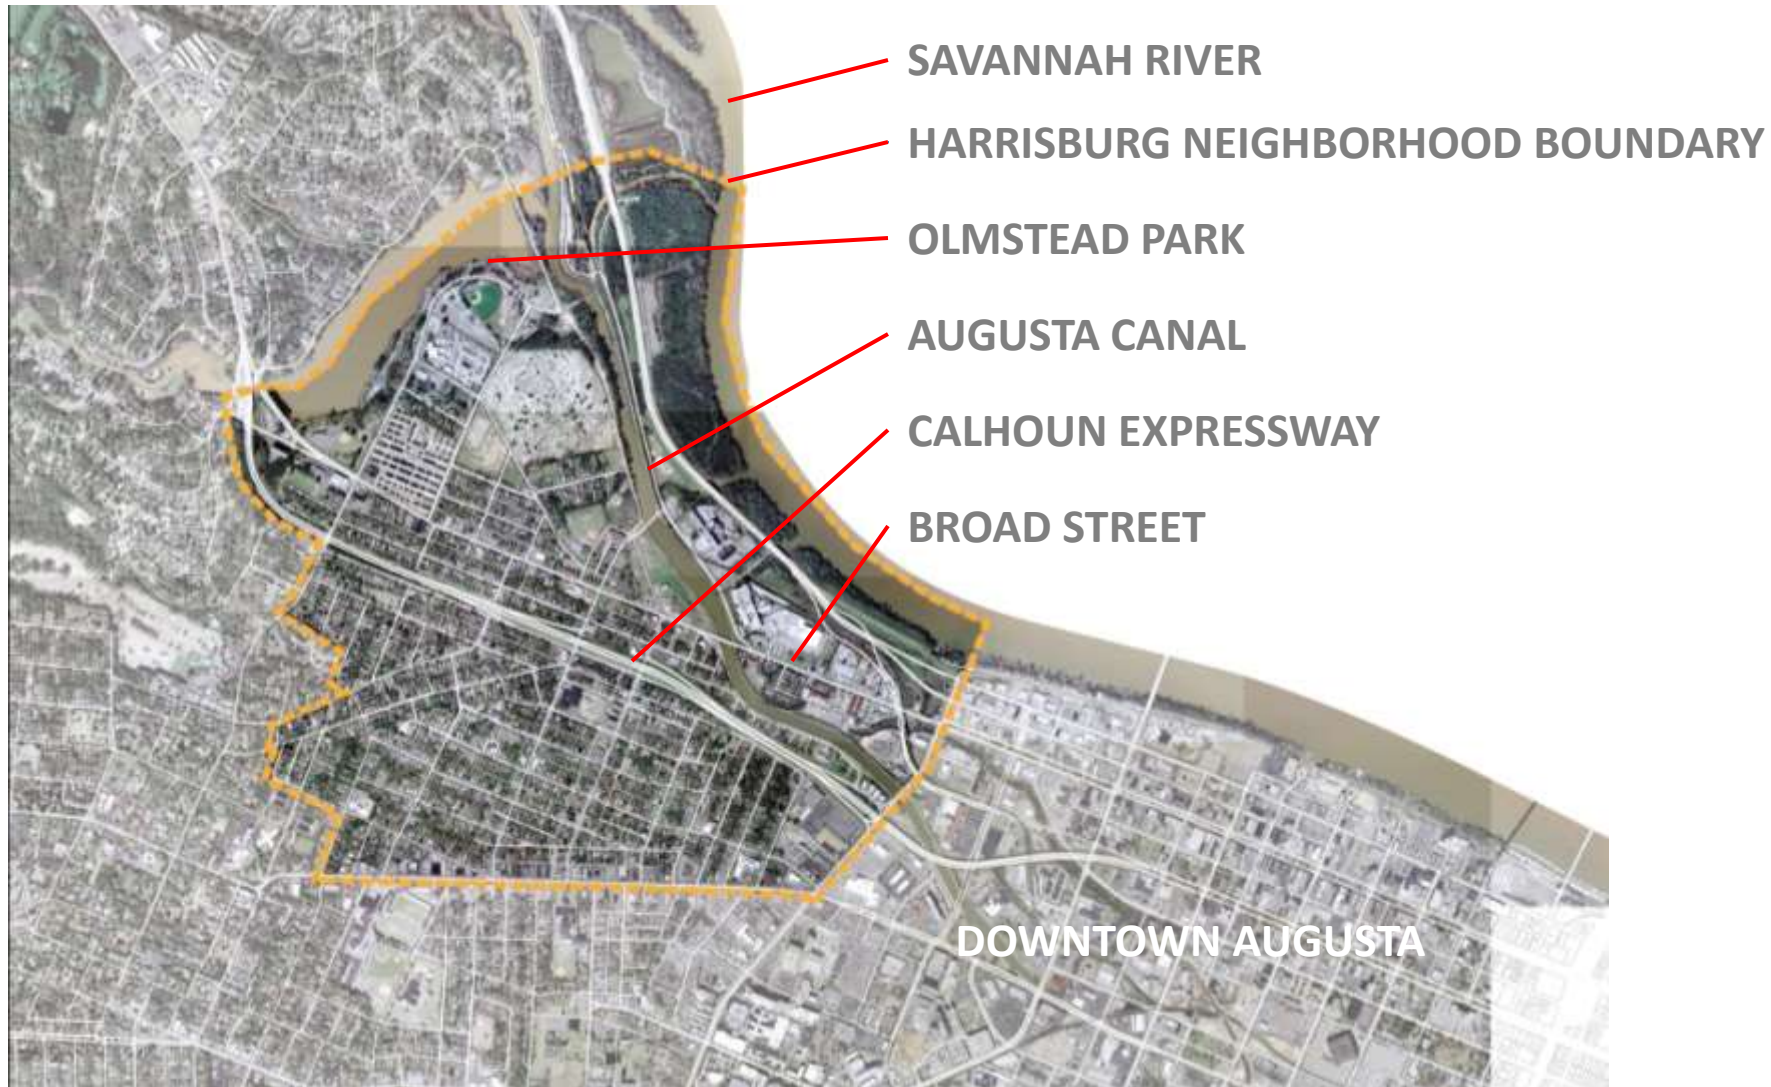 SAVANNAH RIVER
HARRISBURG NEIGHBORHOOD BOUNDARY
OLMSTEAD PARK
AUGUSTA CANAL
CALHOUN EXPRESSWAY
BROAD STREET
DOWNTOWN AUGUSTA